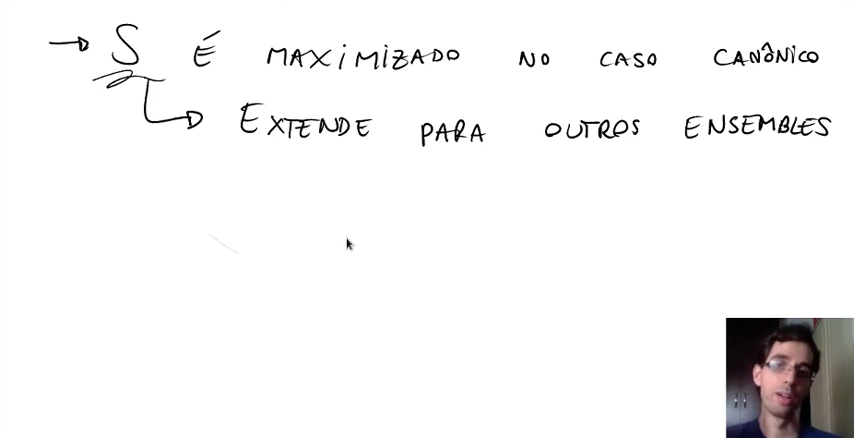 → S É MAXIMIZADO NO CASO CANÔNICO
↳ EXTENDE PARA OUTROS ENSEMBLES